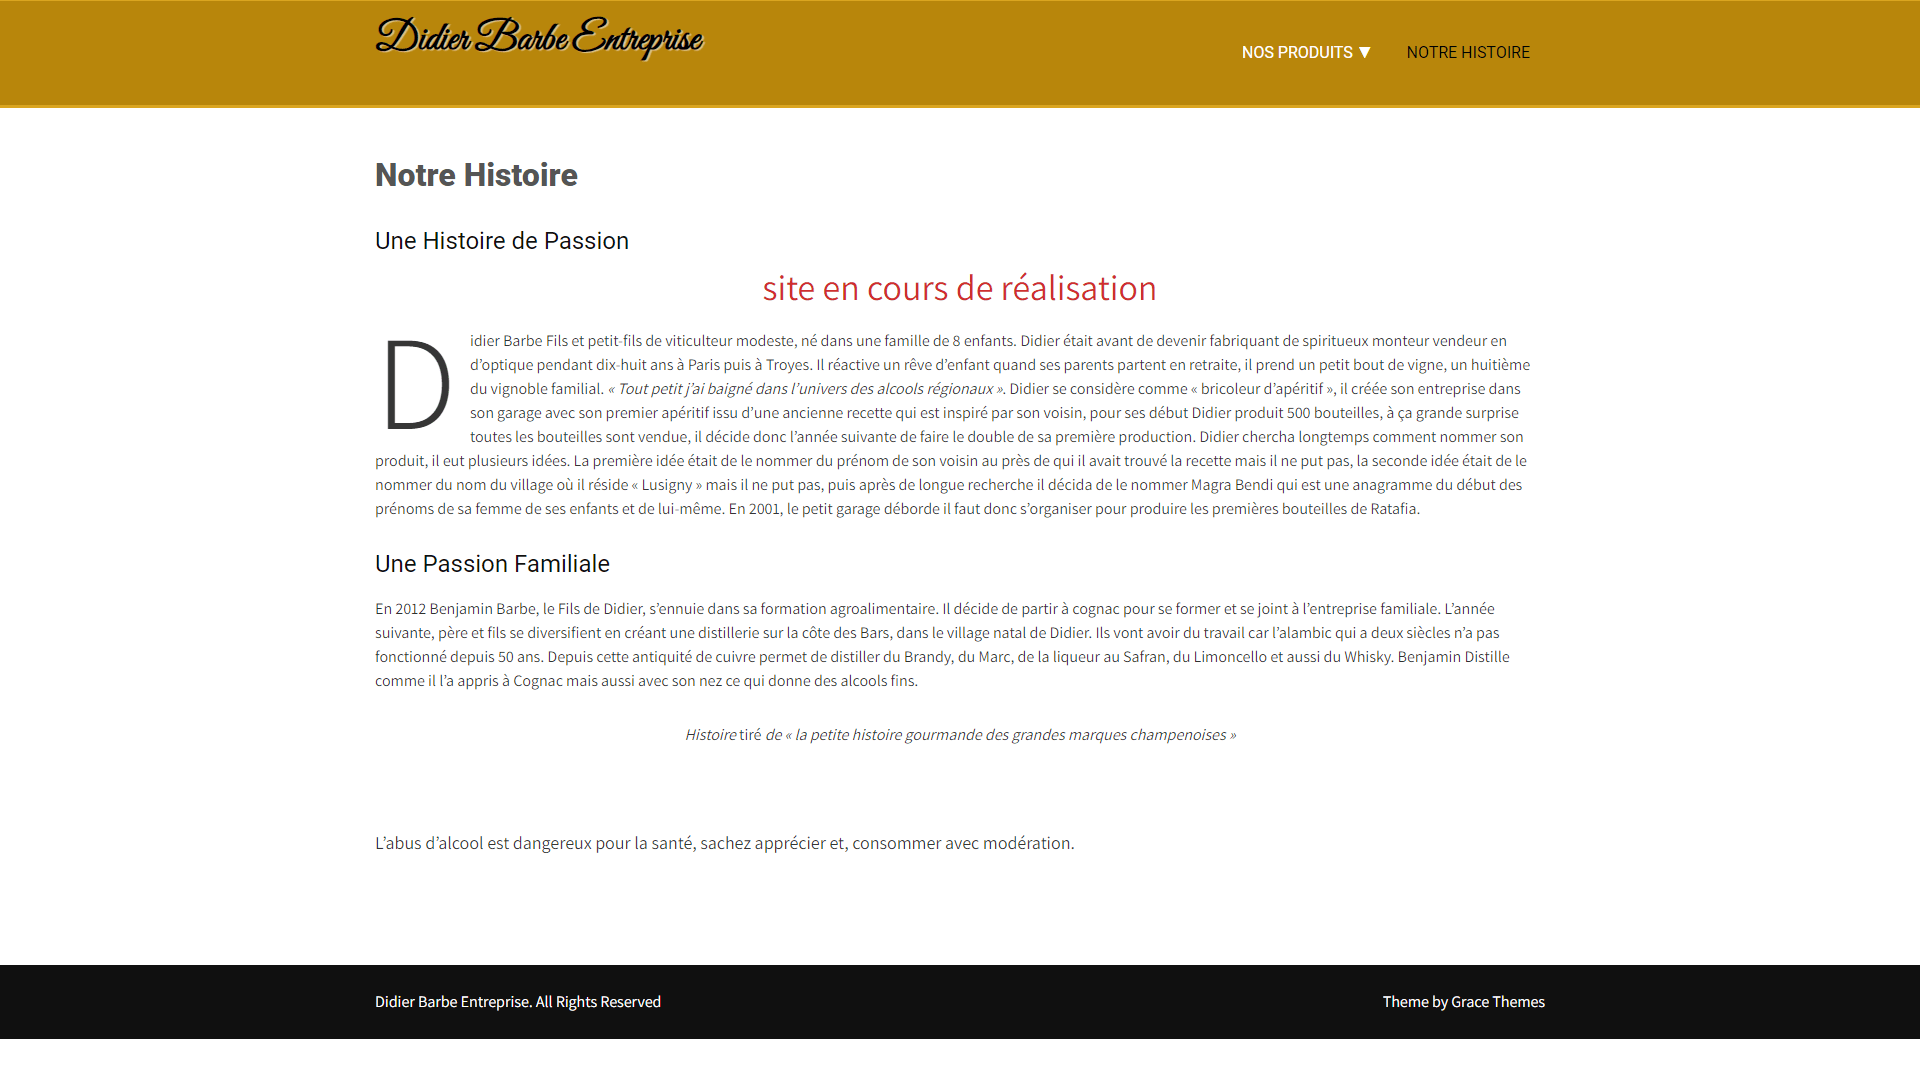 Didier Barbe Entreprise
NOS PRODUITS ▼ NOTRE HISTOIRE
Notre Histoire
Une Histoire de Passion
site en cours de réalisation
Didier Barbe Fils et petit-fils de viticulteur modeste, né dans une famille de 8 enfants. Didier était avant de devenir fabriquant de spiritueux monteur vendeur en
d’optique pendant dix-huit ans à Paris puis à Troyes. Il réactive un rêve d’enfant quand ses parents partent en retraite, il prend un petit bout de vigne, un huitième
du vignoble familial. « Tout petit j’ai baigné dans l’univers des alcools régionaux ». Didier se considère comme « bricoleur d’apéritif », il créée son entreprise dans
son garage avec son premier apéritif issu d’une ancienne recette qui est inspiré par son voisin, pour ses début Didier produit 500 bouteilles, à ça grande surprise
toutes les bouteilles sont vendue, il décide donc l’année suivante de faire le double de sa première production. Didier chercha longtemps comment nommer son
produit, il eut plusieurs idées. La première idée était de le nommer du prénom de son voisin au près de qui il avait trouvé la recette mais il ne put pas, la seconde idée était de le
nommer du nom du village où il réside « Lusigny » mais il ne put pas, puis après de longue recherche il décida de le nommer Magra Bendi qui est une anagramme du début des
prénoms de sa femme de ses enfants et de lui-même. En 2001, le petit garage déborde il faut donc s’organiser pour produire les premières bouteilles de Ratafia.
Une Passion Familiale
En 2012 Benjamin Barbe, le Fils de Didier, s’ennuie dans sa formation agroalimentaire. Il décide de partir à cognac pour se former et se joint à l’entreprise familiale. L’année
suivante, père et fils se diversifient en créant une distillerie sur la côte des Bars, dans le village natal de Didier. Ils vont avoir du travail car l’alambic qui a deux siècles n’a pas
fonctionné depuis 50 ans. Depuis cette antiquité de cuivre permet de distiller du Brandy, du Marc, de la liqueur au Safran, du Limoncello et aussi du Whisky. Benjamin Distille
comme il l’a appris à Cognac mais aussi avec son nez ce qui donne des alcools fins.
Histoire tiré de « la petite histoire gourmande des grandes marques champenoises »
L’abus d’alcool est dangereux pour la santé, sachez apprécier et, consommer avec modération.
Didier Barbe Entreprise. All Rights Reserved
Theme by Grace Themes